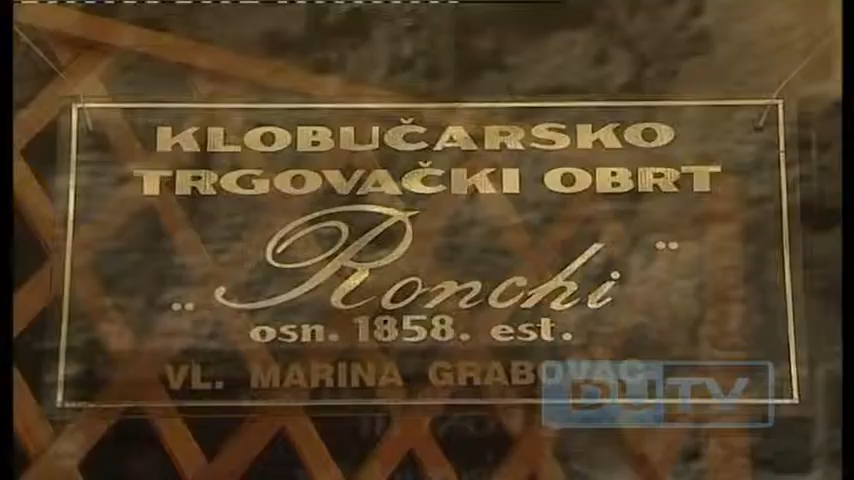 KLOBUČARSKO
TRGOVAČKI OBRT
„Ronchi¨
osn. 1858. est.
VL. MARINA GRABOVAC
DUTV